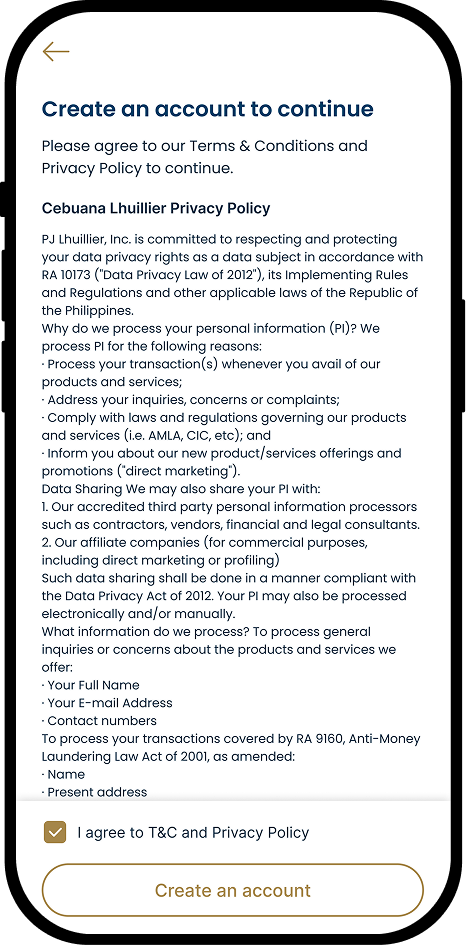 Create an account to continue
Please agree to our Terms & Conditions and
Privacy Policy to continue.
Cebuana Lhuillier Privacy Policy
PJ Lhuillier, Inc. is committed to respecting and protecting
your data privacy rights as a data subject in accordance with
RA 10173 ("Data Privacy Law of 2012"), its Implementing Rules
and Regulations and other applicable laws of the Republic of
the Philippines.
Why do we process your personal information (PI)? We
process PI for the following reasons:
· Process your transaction(s) whenever you avail of our
products and services;
· Address your inquiries, concerns or complaints;
· Comply with laws and regulations governing our products
and services (i.e. AMLA, CIC, etc); and
· Inform you about our new product/services offerings and
promotions ("direct marketing").
Data Sharing We may also share your PI with:
1. Our accredited third party personal information processors
such as contractors, vendors, financial and legal consultants.
2. Our affiliate companies (for commercial purposes,
including direct marketing or profiling)
Such data sharing shall be done in a manner compliant with
the Data Privacy Act of 2012. Your PI may also be processed
electronically and/or manually.
What information do we process? To process general
inquiries or concerns about the products and services we
offer:
· Your Full Name
· Your E-mail Address
· Contact numbers
To process your transactions covered by RA 9160, Anti-Money
Laundering Law Act of 2001, as amended:
· Name
· Present address
I agree to T&C and Privacy Policy
Create an account